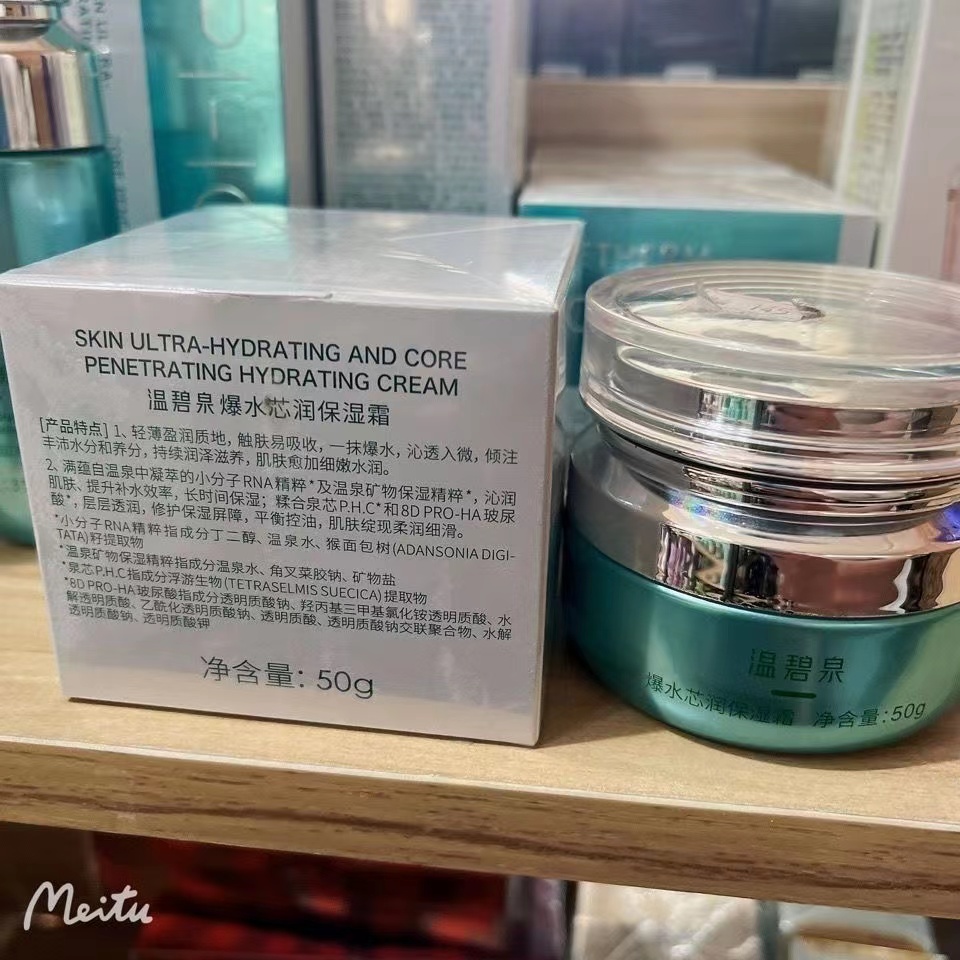 SKIN ULTRA-HYDRATING AND CORE
PENETRATING HYDRATING CREAM
温碧泉爆水芯润保湿霜
[产品特点] 1、轻薄盈润质地，触肤易吸收，一抹爆水，沁透入微，倾注
丰沛水分和养分，持续润泽滋养，肌肤愈加细嫩水润。
2、满蕴自温泉中凝萃的小分子RNA精粹*及温泉矿物保湿精粹*，沁润
肌肤、提升补水效率，长时间保湿；糅合泉芯P.H.C*和8D PRO-HA玻尿
酸*，层层透润，修护保湿屏障，平衡控油，肌肤绽现柔润细滑。
*小分子RNA精粹指成分丁二醇、温泉水、猴面包树(ADANSONIA DIGI-
TATA)籽提取物
*温泉矿物保湿精粹指成分温泉水、角叉菜胶钠、矿物盐
*泉芯P.H.C指成分浮游生物(TETRASELMIS SUECICA)提取物
*8D PRO-HA玻尿酸指成分透明质酸钠、羟丙基三甲基氯化铵透明质酸、水
解透明质酸、乙酰化透明质酸钠、透明质酸、透明质酸钠交联聚合物、水解
透明质酸钠、透明质酸钾
净含量：50g
温碧泉
爆水芯润保湿霜 净含量：50g
Meitu